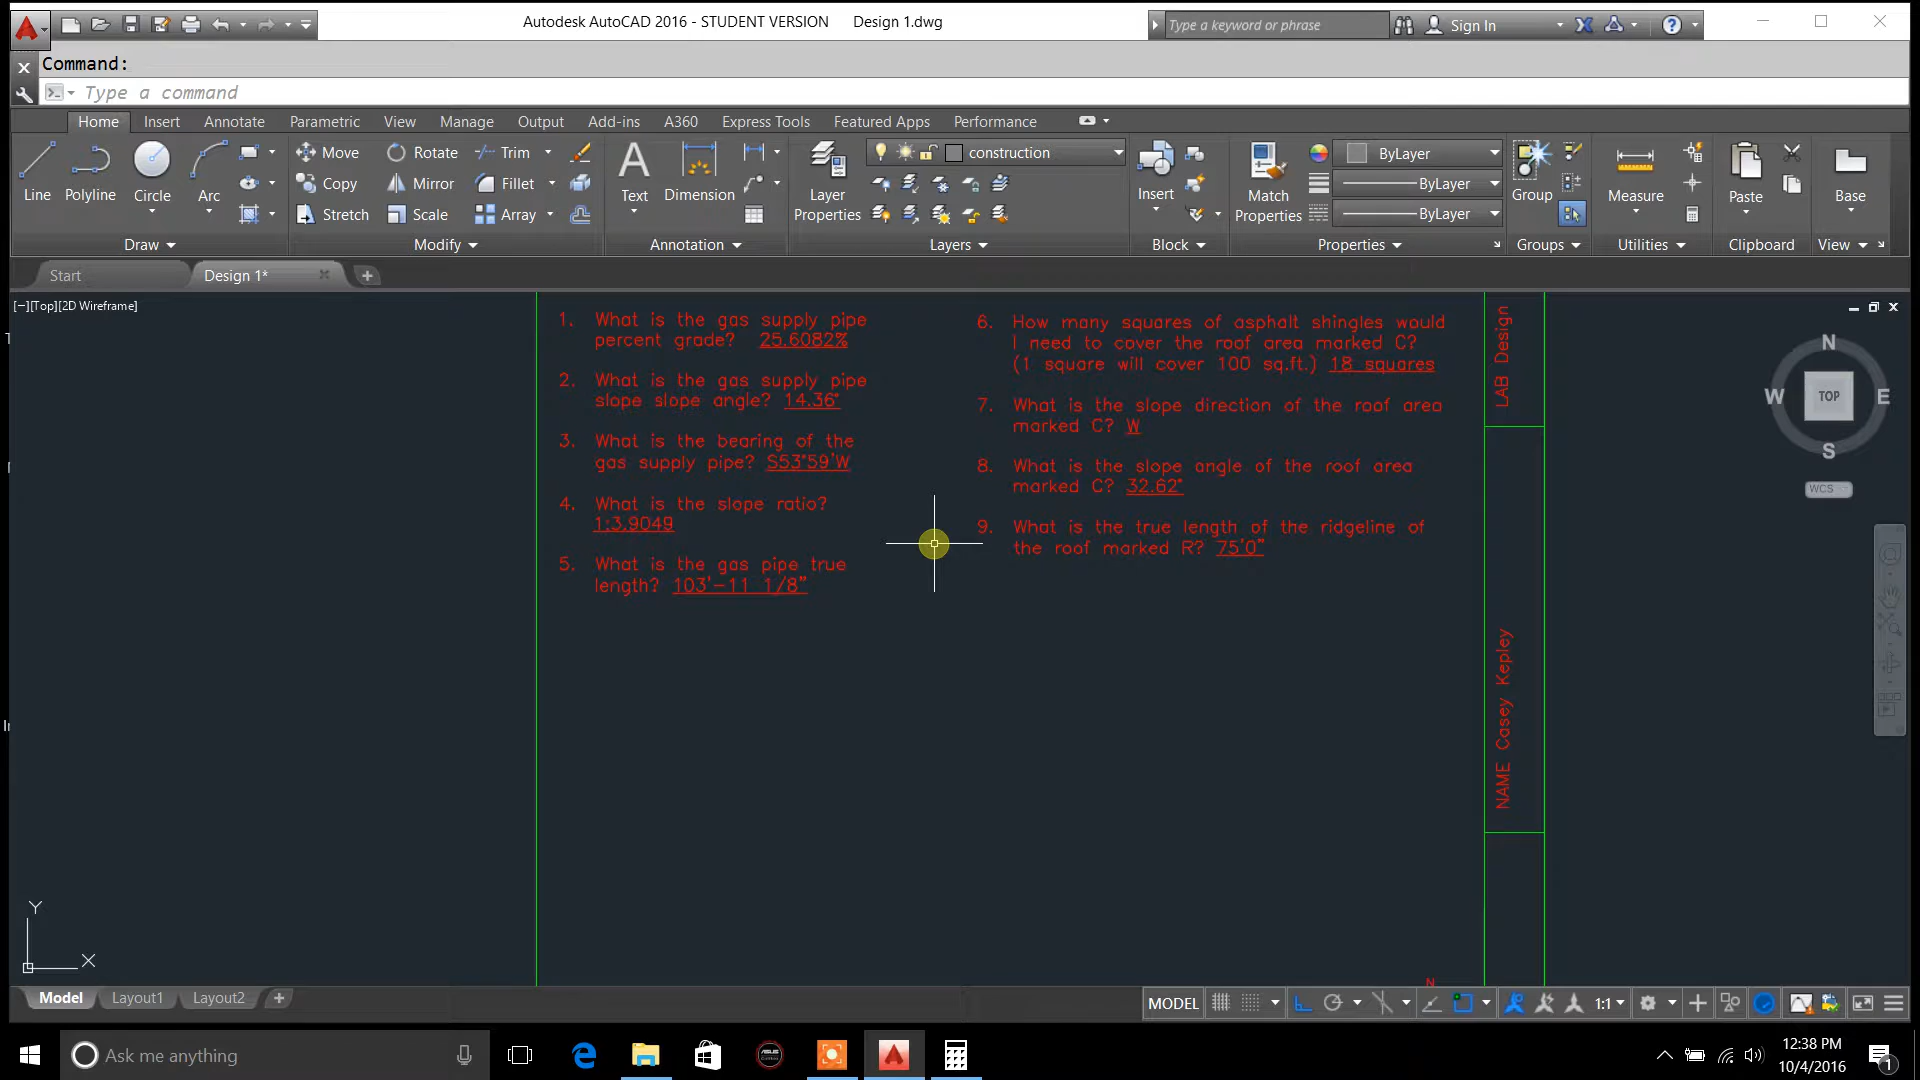 Autodesk AutoCAD 2016 - STUDENT VERSION Design 1.dwg
Type a keyword or phrase
Sign In
Command:
Type a command
Home Insert Annotate Parametric View Manage Output Add-ins A360 Express Tools Featured Apps Performance
Line Polyline Circle Arc
Move Rotate Trim
Copy Mirror Fillet
Stretch Scale Array
Text Dimension
Layer Properties
construction
Insert
Match Properties
ByLayer
ByLayer
ByLayer
Group
Measure
Paste
Base
Draw Modify Annotation Layers Block Properties Groups Utilities Clipboard View
Start Design 1*
[−][Top][2D Wireframe]
1. What is the gas supply pipe
percent grade? 25.6082%
2. What is the gas supply pipe
slope slope angle? 14.36°
3. What is the bearing of the
gas supply pipe? S53°59'W
4. What is the slope ratio?
1:3.9049
5. What is the gas pipe true
length? 103'-11 1/8"
6. How many squares of asphalt shingles would
I need to cover the roof area marked C?
(1 square will cover 100 sq.ft.) 18 squares
7. What is the slope direction of the roof area
marked C? W
8. What is the slope angle of the roof area
marked C? 32.62°
9. What is the true length of the ridgeline of
the roof marked R? 75'0"
LAB Design
NAME Casey Kepley
N
W TOP E
S
WCS
Y
X
N
Model Layout1 Layout2
MODEL
1:1
Ask me anything
12:38 PM
10/4/2016
1